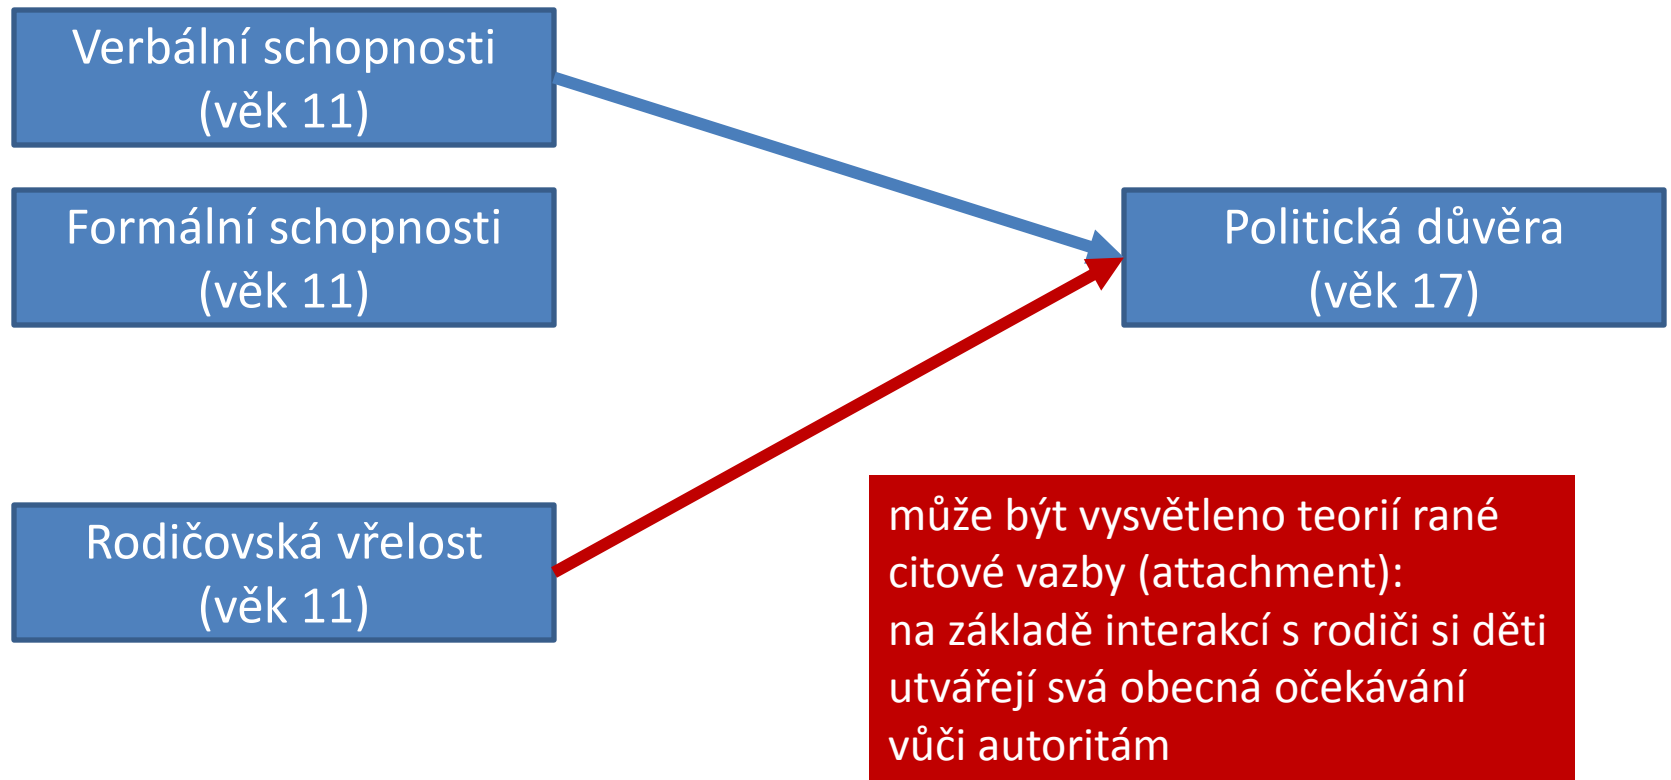 Verbální schopnosti
(věk 11)
Formální schopnosti
(věk 11)
Politická důvěra
(věk 17)
Rodičovská vřelost
(věk 11)
může být vysvětleno teorií rané
citové vazby (attachment):
na základě interakcí s rodiči si děti
utvářejí svá obecná očekávání
vůči autoritám